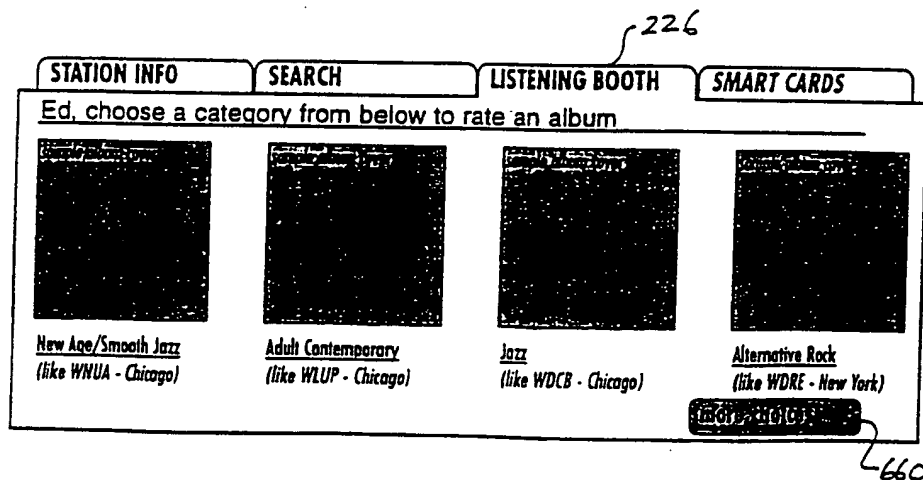 226
STATION INFO SEARCH LISTENING BOOTH SMART CARDS
Ed, choose a category from below to rate an album
New Age/Smooth Jazz Adult Contemporary Jazz Alternative Rock
(like WNUA - Chicago) (like WLUP - Chicago) (like WDCB - Chicago) (like WDRE - New York)
660